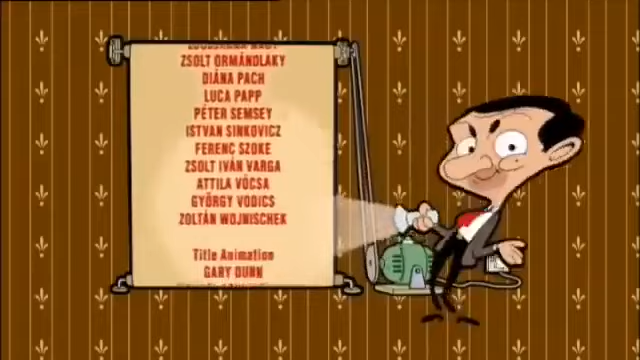 ZSOLT ORMÁNDLAKY
DIÁNA PACH
LUCA PAPP
PÉTER SEMSEY
ISTVAN SINKOVICZ
FERENC SZOKE
ZSOLT IVÁN VARGA
ATTILA VÖCSA
GYÖRGY VODICS
ZOLTÁN WOJNISCHEK
Title Animation
GARY DUNN